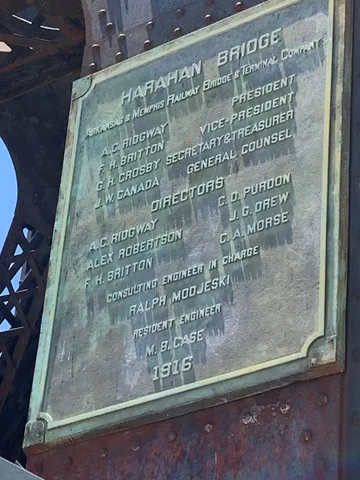 HARAHAN BRIDGE
ARKANSAS & MEMPHIS RAILWAY BRIDGE & TERMINAL COMPANY
A. C. RIDGWAY PRESIDENT
F. H. BRITTON VICE-PRESIDENT
G. H. CROSBY SECRETARY & TREASURER
J. W. CANADA GENERAL COUNSEL
DIRECTORS
A. C. RIDGWAY C. O. PURDON
ALEX ROBERTSON J. G. DREW
F. H. BRITTON C. A. MORSE
CONSULTING ENGINEER IN CHARGE
RALPH MODJESKI
RESIDENT ENGINEER
M. B. CASE
1916